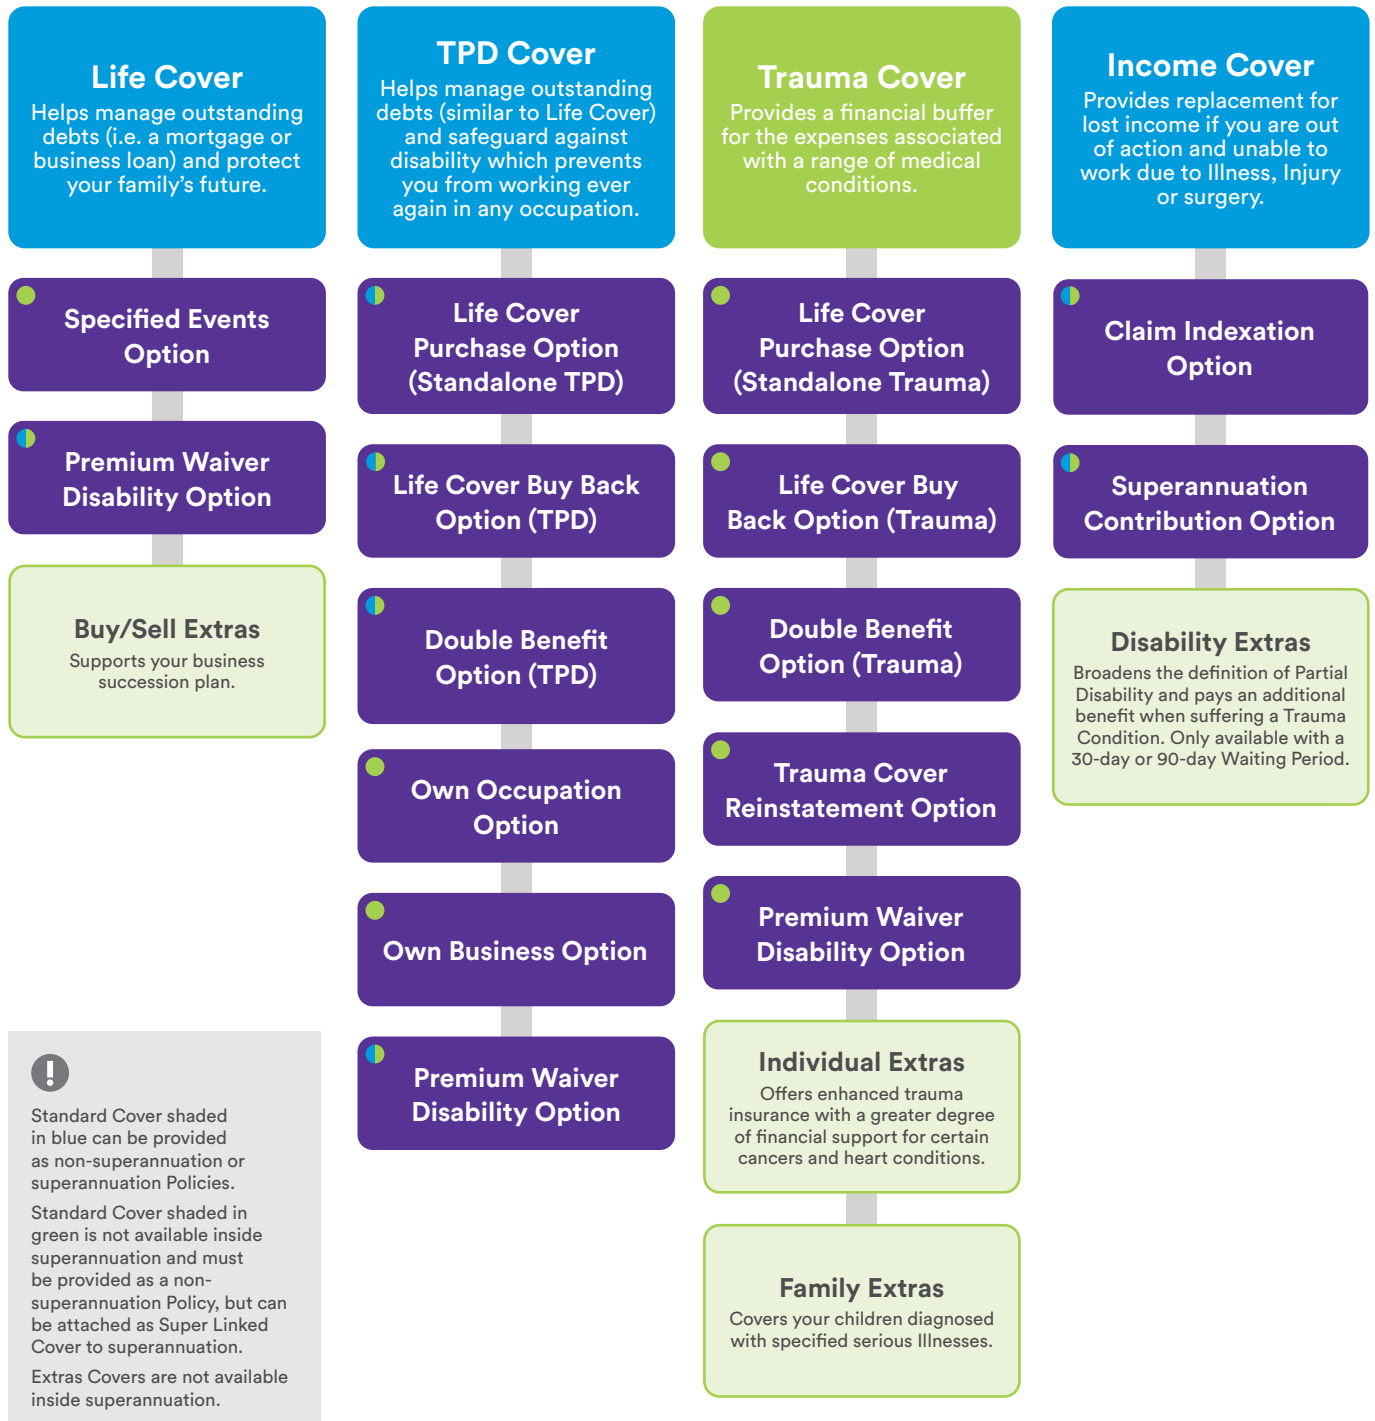 Life Cover
Helps manage outstanding
debts (i.e. a mortgage or
business loan) and protect
your family’s future.
Specified Events
Option
Premium Waiver
Disability Option
Buy/Sell Extras
Supports your business
succession plan.
TPD Cover
Helps manage outstanding
debts (similar to Life Cover)
and safeguard against
disability which prevents
you from working ever
again in any occupation.
Life Cover
Purchase Option
(Standalone TPD)
Life Cover Buy Back
Option (TPD)
Double Benefit
Option (TPD)
Own Occupation
Option
Own Business Option
Premium Waiver
Disability Option
Trauma Cover
Provides a financial buffer
for the expenses associated
with a range of medical
conditions.
Life Cover
Purchase Option
(Standalone Trauma)
Life Cover Buy
Back Option (Trauma)
Double Benefit
Option (Trauma)
Trauma Cover
Reinstatement Option
Premium Waiver
Disability Option
Individual Extras
Offers enhanced trauma
insurance with a greater degree
of financial support for certain
cancers and heart conditions.
Family Extras
Covers your children diagnosed
with specified serious Illnesses.
Income Cover
Provides replacement for
lost income if you are out
of action and unable to
work due to Illness, Injury
or surgery.
Claim Indexation
Option
Superannuation
Contribution Option
Disability Extras
Broadens the definition of Partial
Disability and pays an additional
benefit when suffering a Trauma
Condition. Only available with a
30-day or 90-day Waiting Period.
!
Standard Cover shaded
in blue can be provided
as non-superannuation or
superannuation Policies.
Standard Cover shaded in
green is not available inside
superannuation and must
be provided as a non-
superannuation Policy, but can
be attached as Super Linked
Cover to superannuation.
Extras Covers are not available
inside superannuation.